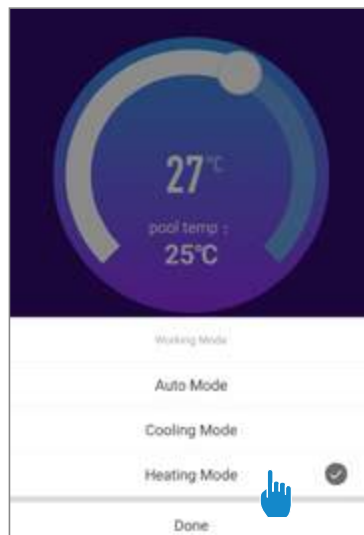 27°C
pool temp :
25°C
Working Mode
Auto Mode
Cooling Mode
Heating Mode
Done